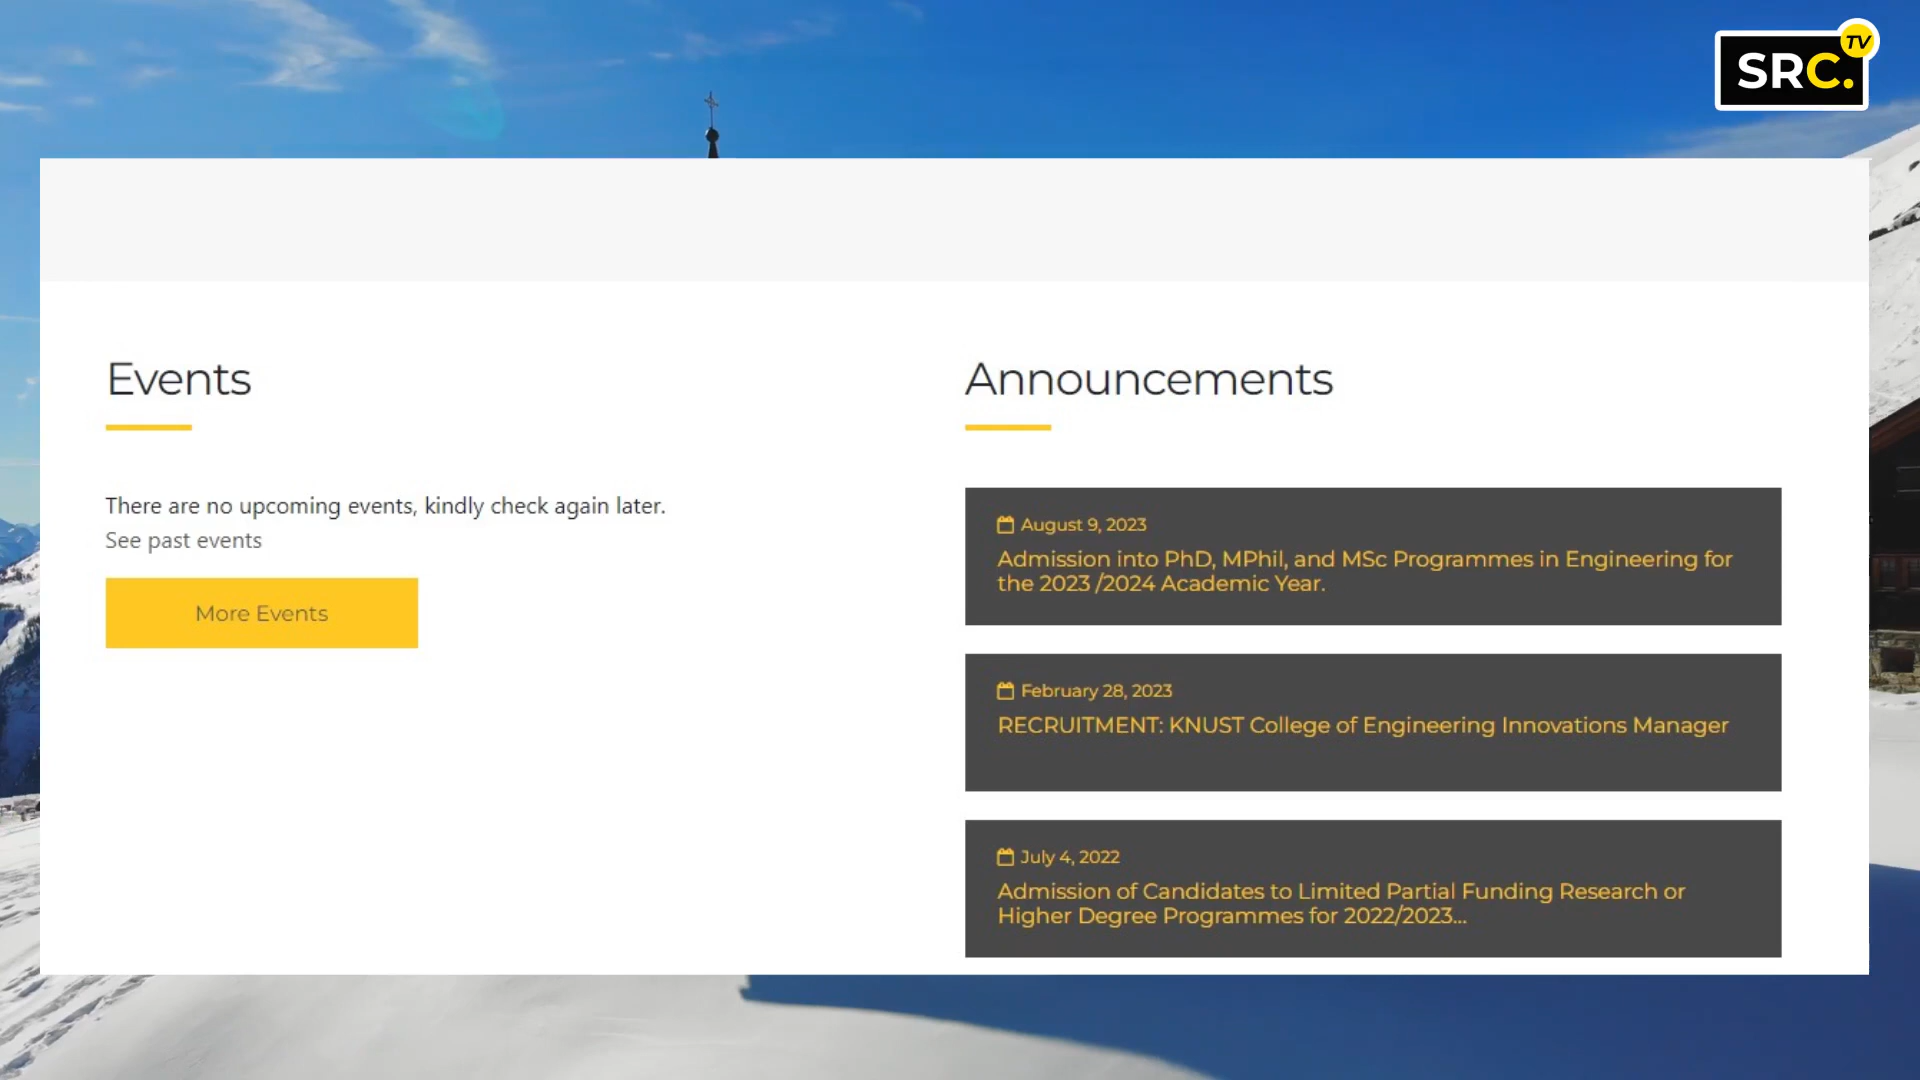 SRC.
TV
Events
There are no upcoming events, kindly check again later.
See past events
More Events
Announcements
August 9, 2023
Admission into PhD, MPhil, and MSc Programmes in Engineering for
the 2023 /2024 Academic Year.
February 28, 2023
RECRUITMENT: KNUST College of Engineering Innovations Manager
July 4, 2022
Admission of Candidates to Limited Partial Funding Research or
Higher Degree Programmes for 2022/2023...